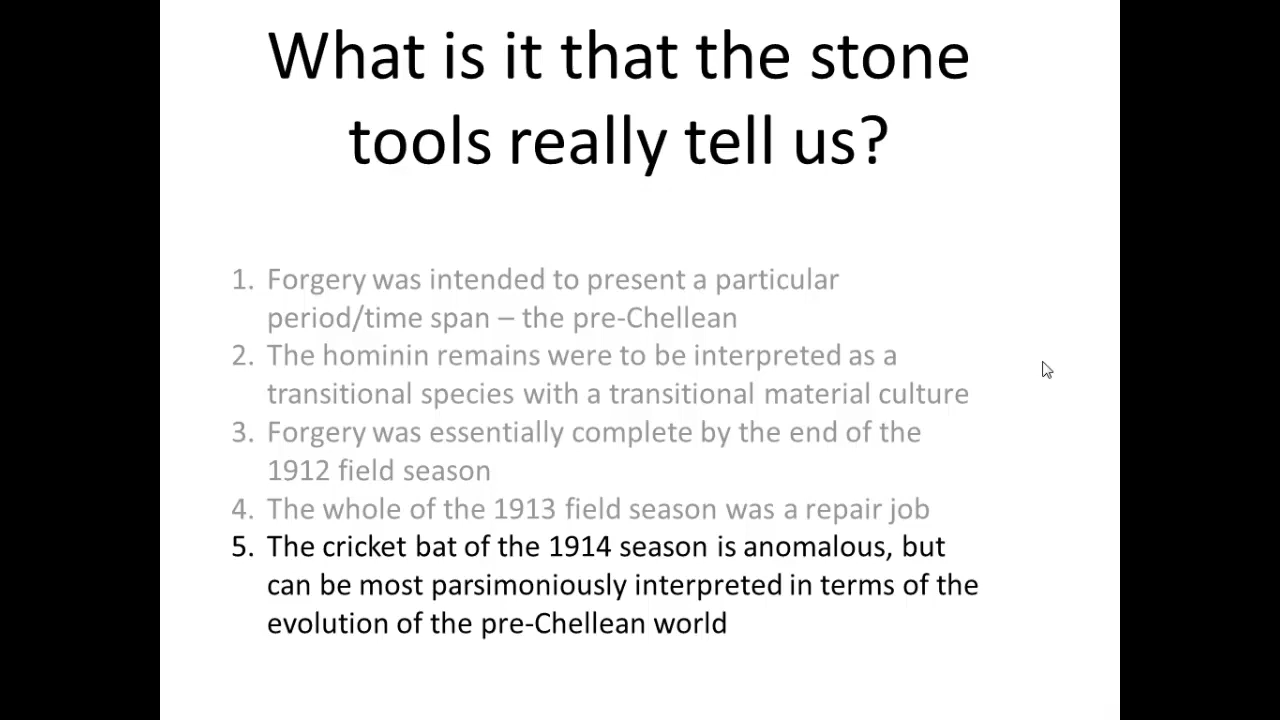 What is it that the stone
tools really tell us?
1. Forgery was intended to present a particular
period/time span – the pre-Chellean
2. The hominin remains were to be interpreted as a
transitional species with a transitional material culture
3. Forgery was essentially complete by the end of the
1912 field season
4. The whole of the 1913 field season was a repair job
5. The cricket bat of the 1914 season is anomalous, but
can be most parsimoniously interpreted in terms of the
evolution of the pre-Chellean world